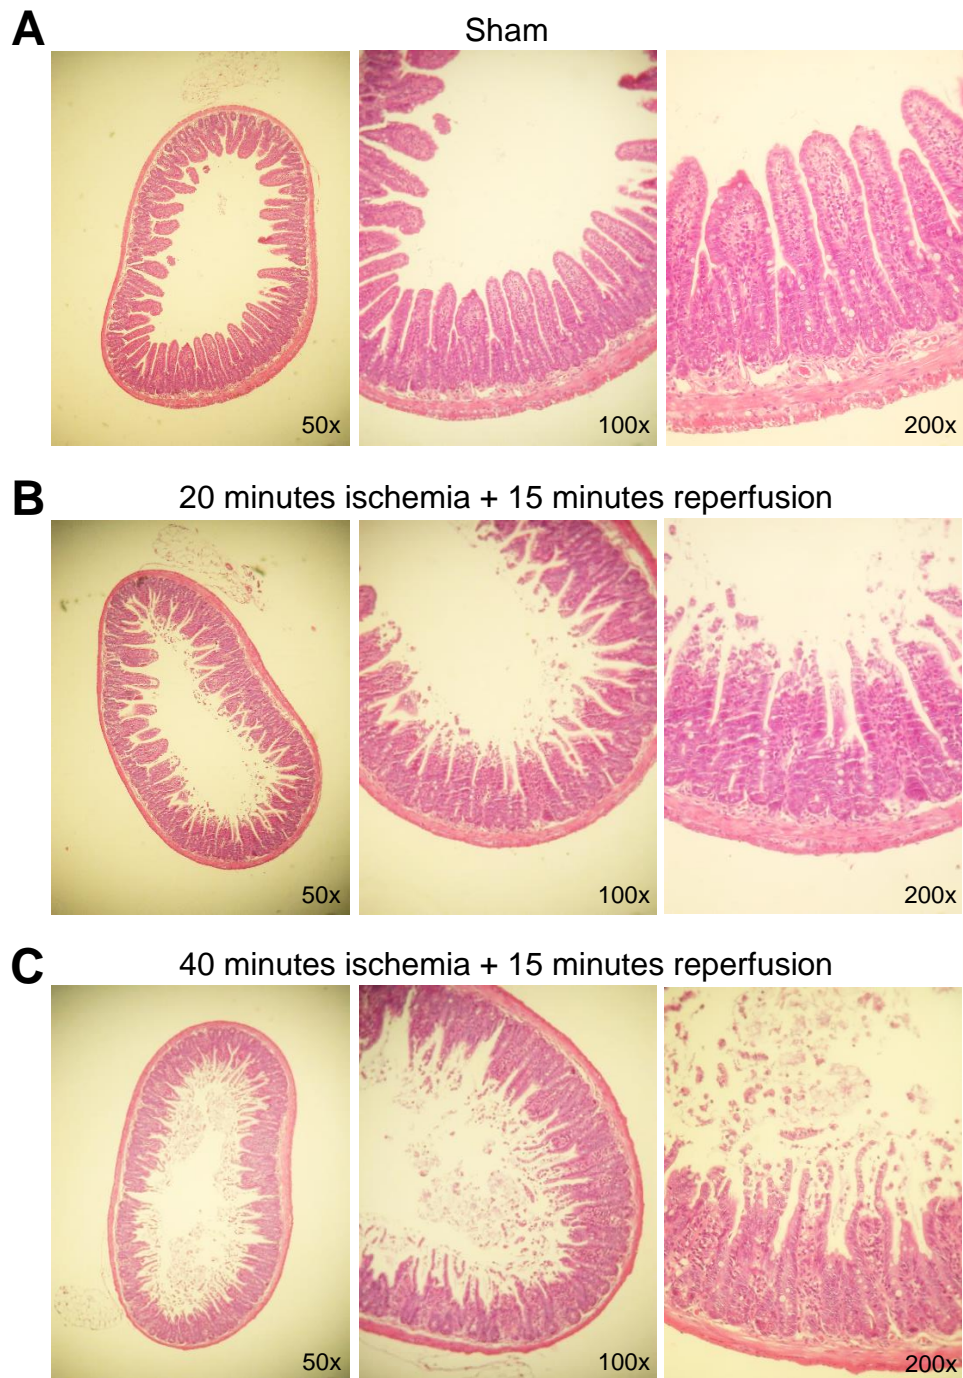 A
Sham
50x
100x
200x
B
20 minutes ischemia + 15 minutes reperfusion
50x
100x
200x
C
40 minutes ischemia + 15 minutes reperfusion
50x
100x
200x